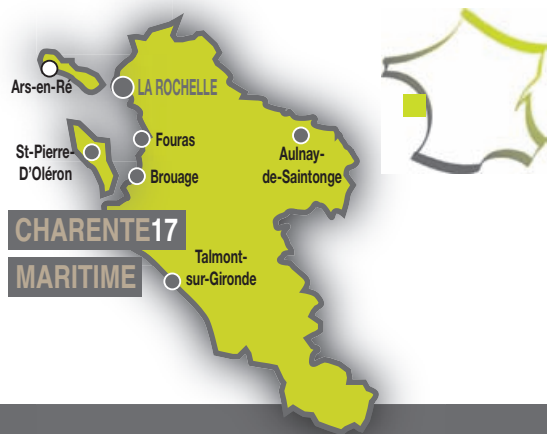 Ars-en-Ré
LA ROCHELLE
Fouras
St-Pierre-
D'Oléron
Aulnay-
de-Saintonge
Brouage
CHARENTE17
MARITIME
Talmont-
sur-Gironde